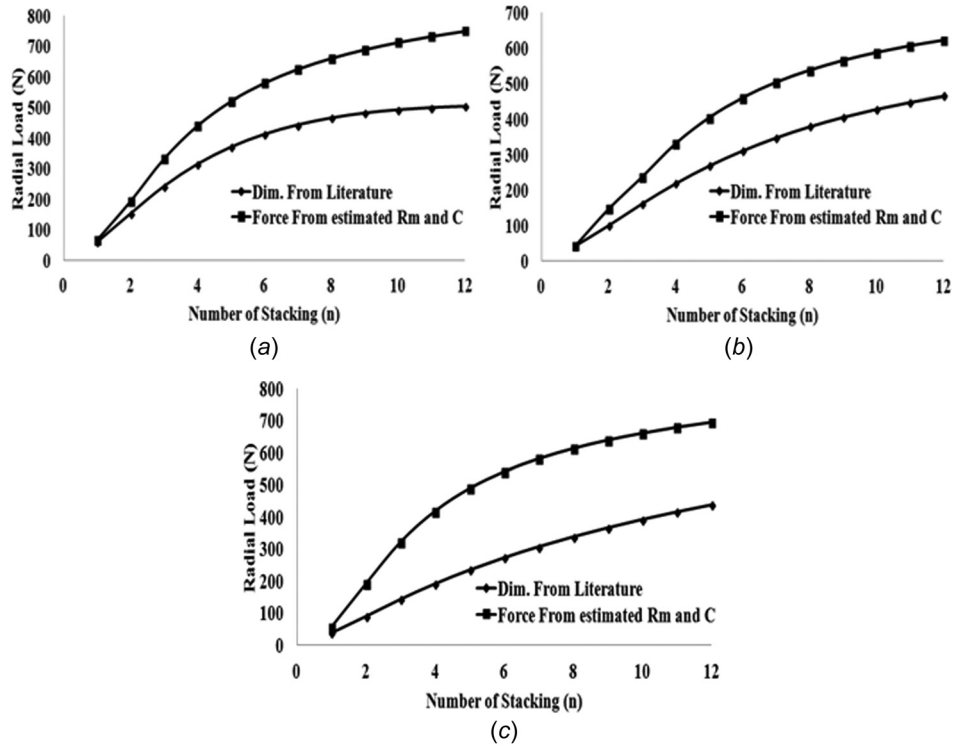 800
700
600
500
400
300
200
100
0
Radial Load (N)
Dim. From Literature
Force From estimated Rm and C
0 2 4 6 8 10 12
Number of Stacking (n)
(a)
700
600
500
400
300
200
100
0
Radial Load (N)
Dim. From Literature
Force From estimated Rm and C
0 2 4 6 8 10 12
Number of Stacking (n)
(b)
800
700
600
500
400
300
200
100
0
Radial Load (N)
Dim. From Literature
Force From estimated Rm and C
0 2 4 6 8 10 12
Number of Stacking (n)
(c)